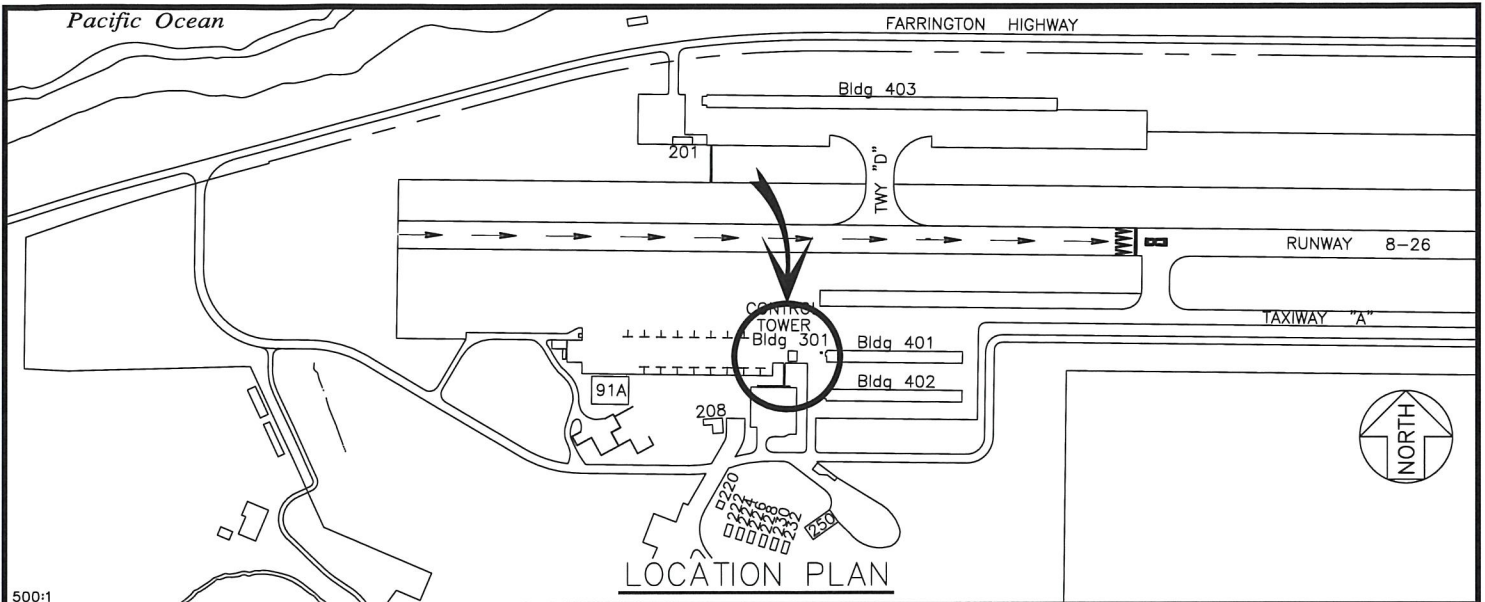 Pacific Ocean
FARRINGTON HIGHWAY
Bldg 403
201
TWY "D"
RUNWAY 8-26
CONTROL
TOWER
Bldg 301
TAXIWAY "A"
Bldg 401
Bldg 402
91A
208
NORTH
220
222
224
226
228
230
232
250
LOCATION PLAN
500:1